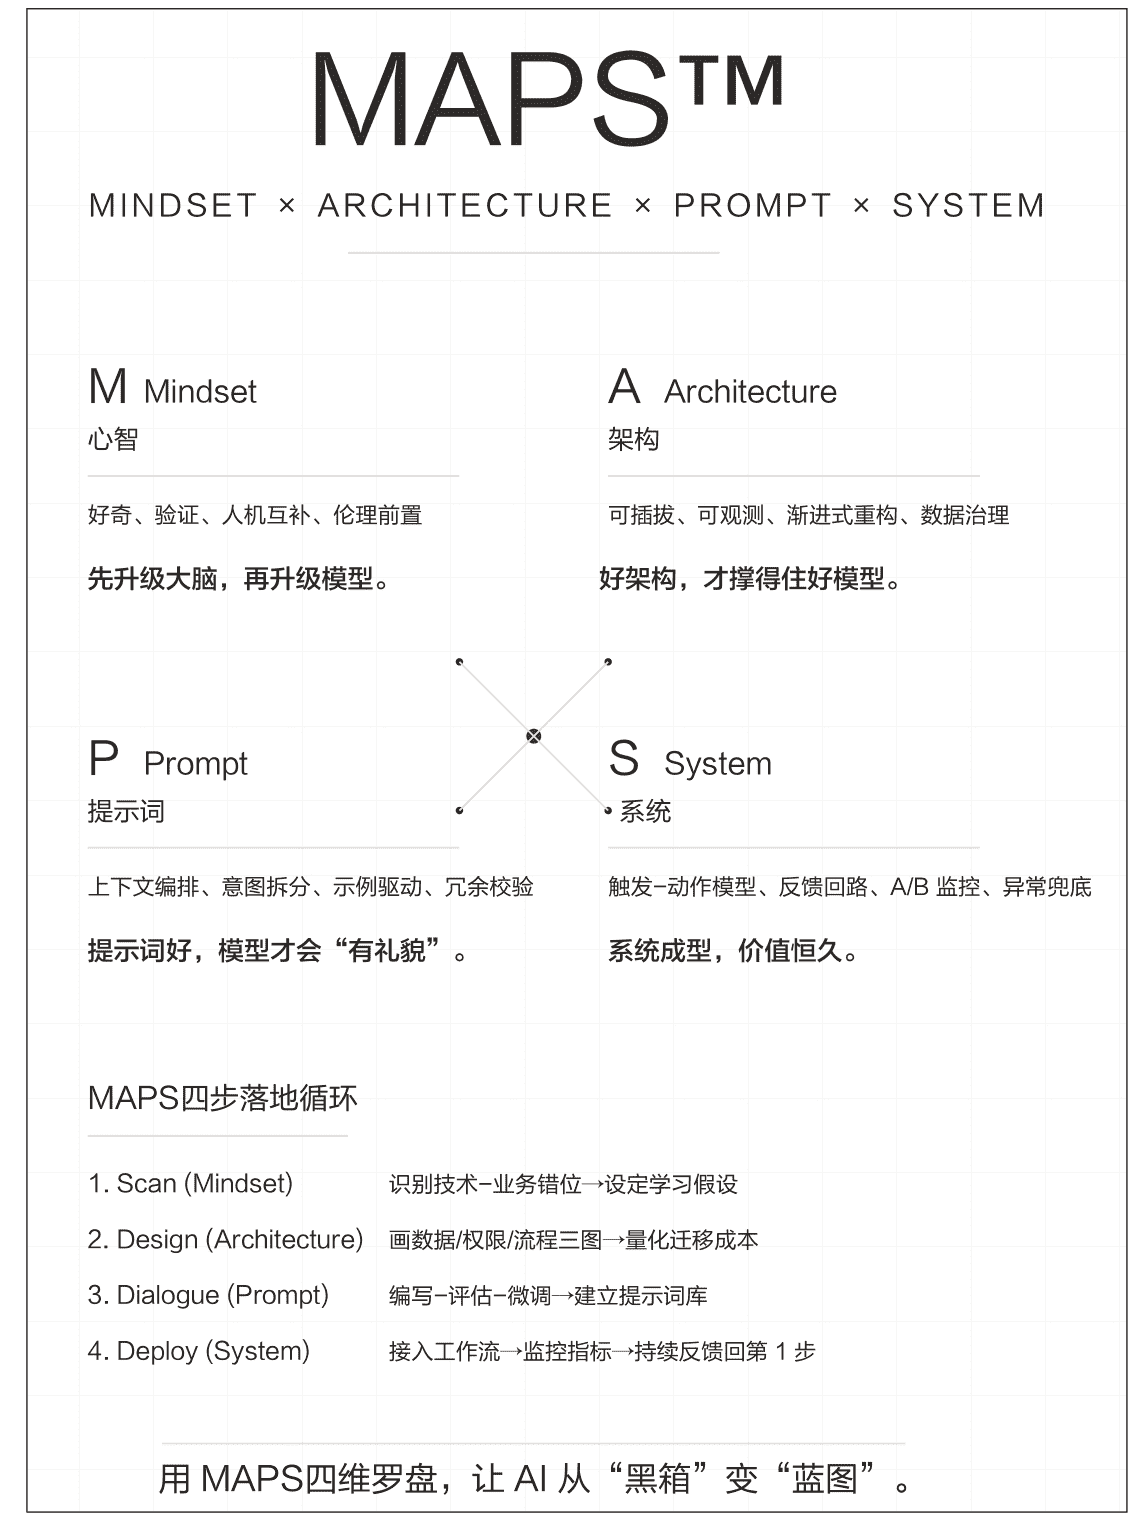 MAPS™
MINDSET × ARCHITECTURE × PROMPT × SYSTEM
M Mindset
心智
好奇、验证、人机互补、伦理前置
先升级大脑，再升级模型。
A Architecture
架构
可插拔、可观测、渐进式重构、数据治理
好架构，才撑得住好模型。
P Prompt
提示词
上下文编排、意图拆分、示例驱动、冗余校验
提示词好，模型才会“有礼貌”。
S System
系统
触发-动作模型、反馈回路、A/B 监控、异常兜底
系统成型，价值恒久。
MAPS四步落地循环
1. Scan (Mindset) 识别技术-业务错位→设定学习假设
2. Design (Architecture) 画数据/权限/流程三图→量化迁移成本
3. Dialogue (Prompt) 编写-评估-微调→建立提示词库
4. Deploy (System) 接入工作流→监控指标→持续反馈回第 1 步
用 MAPS四维罗盘，让 AI 从“黑箱”变“蓝图”。